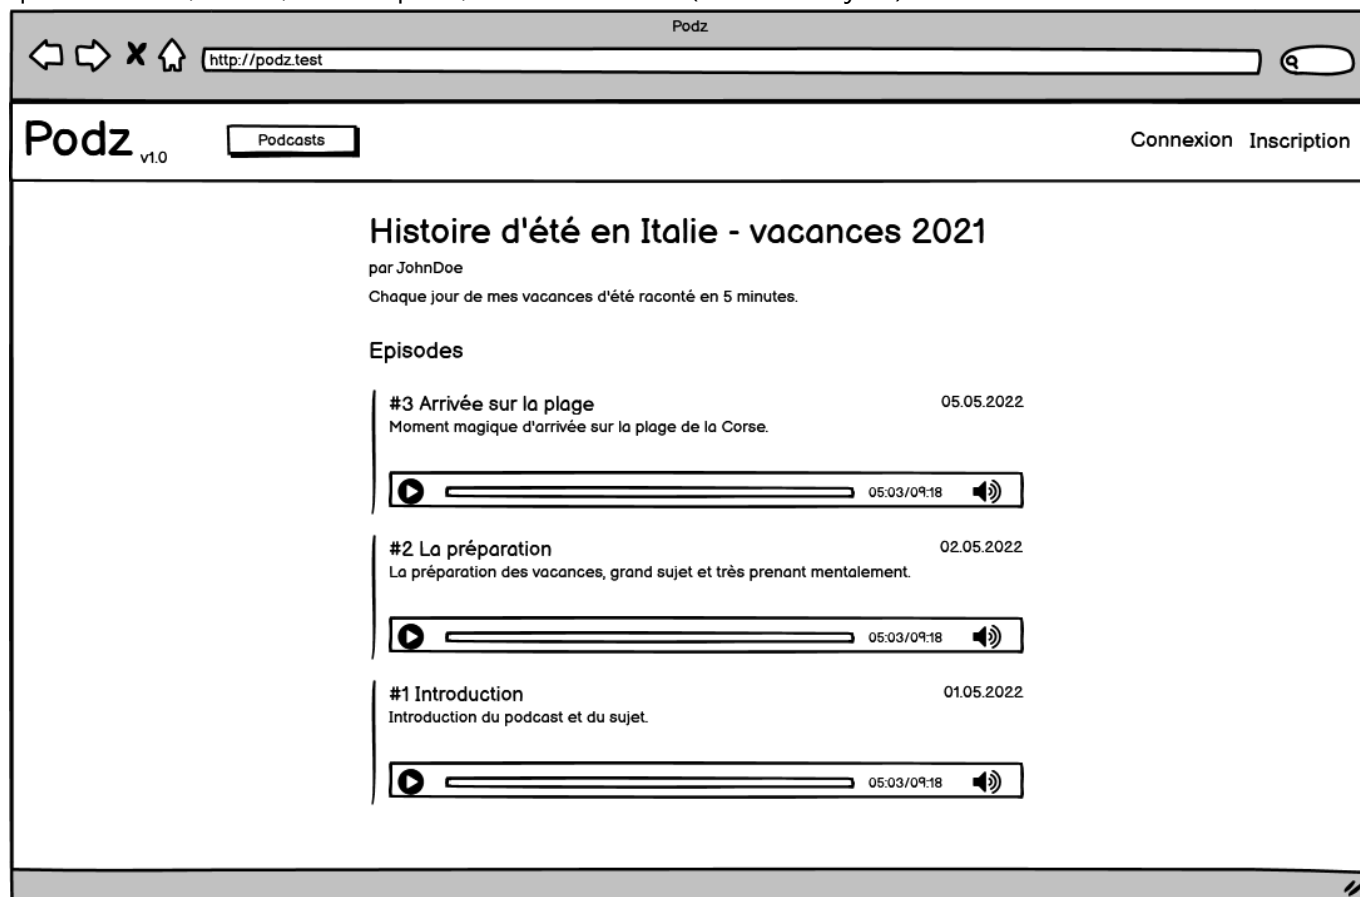 Podz
http://podz.test
Podz v1.0
Podcasts
Connexion Inscription
Histoire d'été en Italie - vacances 2021
par JohnDoe
Chaque jour de mes vacances d'été raconté en 5 minutes.
Episodes
#3 Arrivée sur la plage 05.05.2022
Moment magique d'arrivée sur la plage de la Corse.
05:03/09:18
#2 La préparation 02.05.2022
La préparation des vacances, grand sujet et très prenant mentalement.
05:03/09:18
#1 Introduction 01.05.2022
Introduction du podcast et du sujet.
05:03/09:18